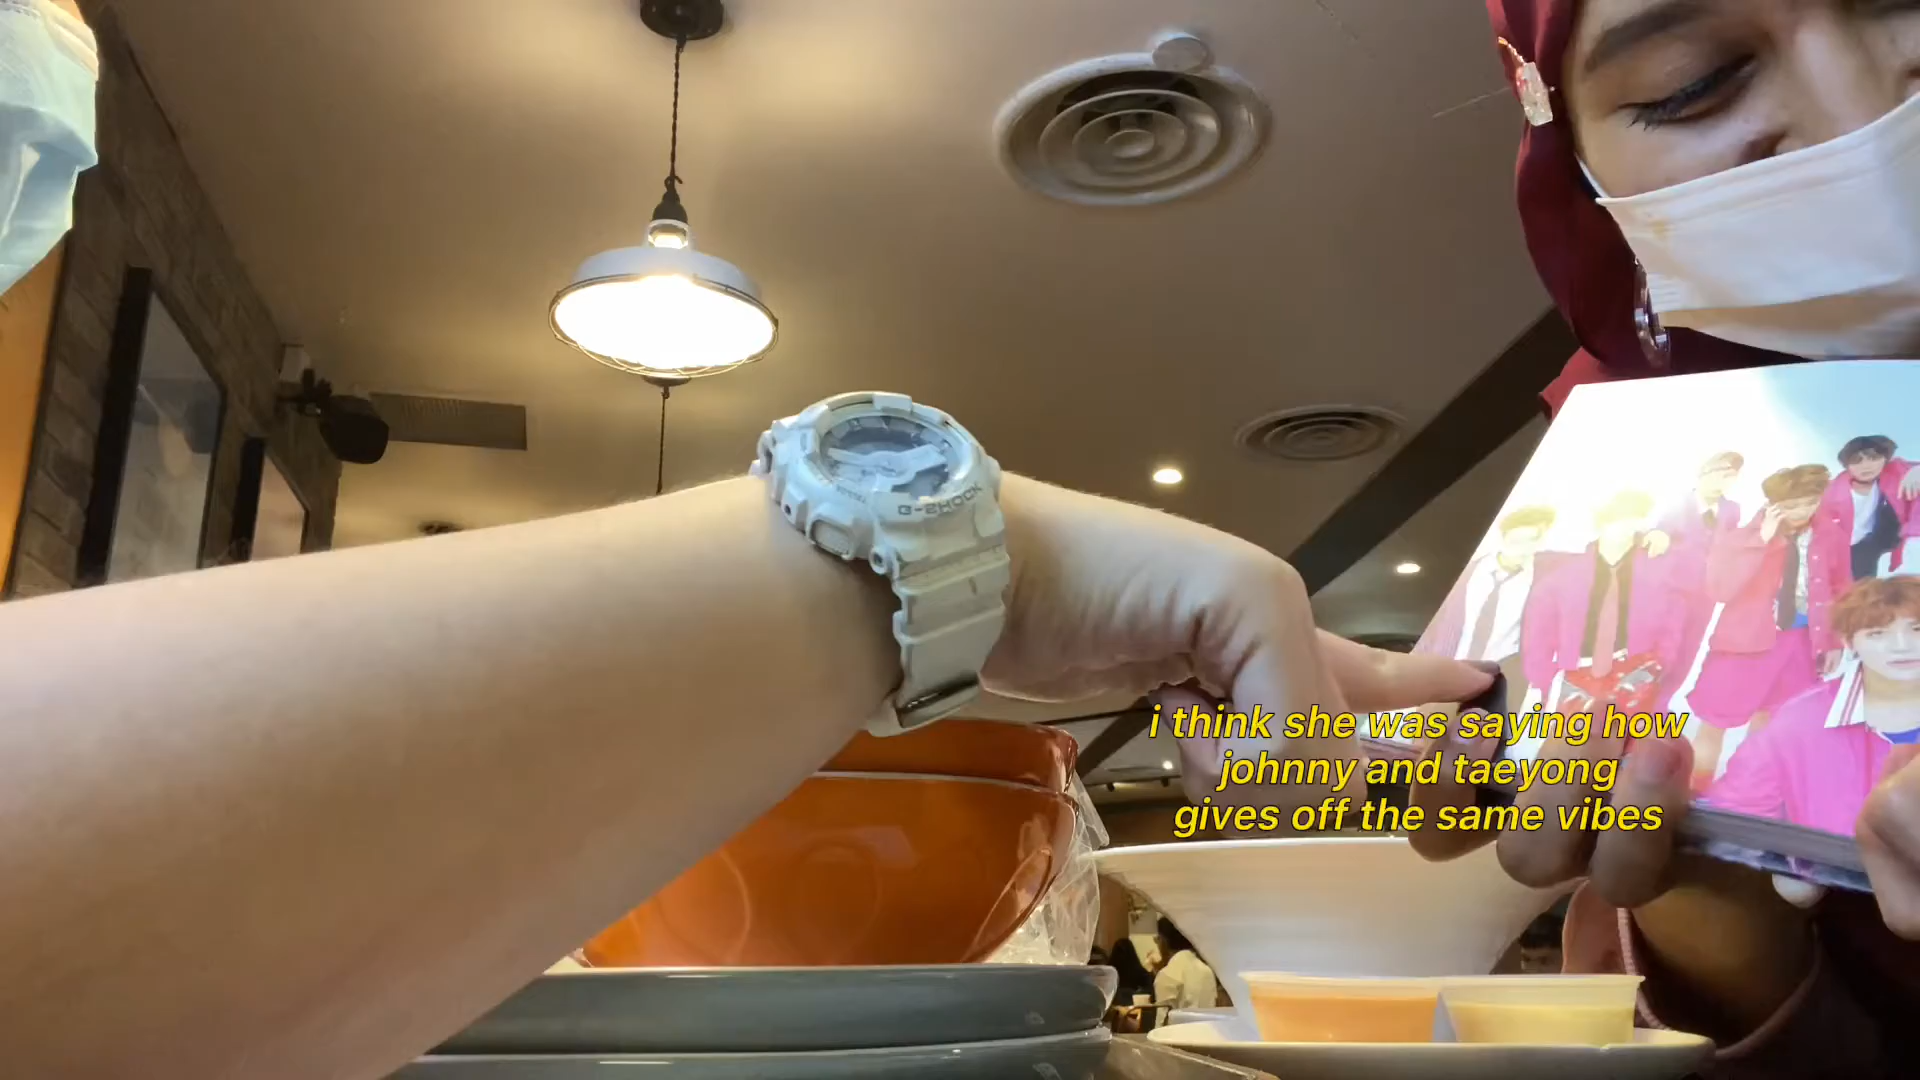 G-SHOCK
i think she was saying how
johnny and taeyong
gives off the same vibes